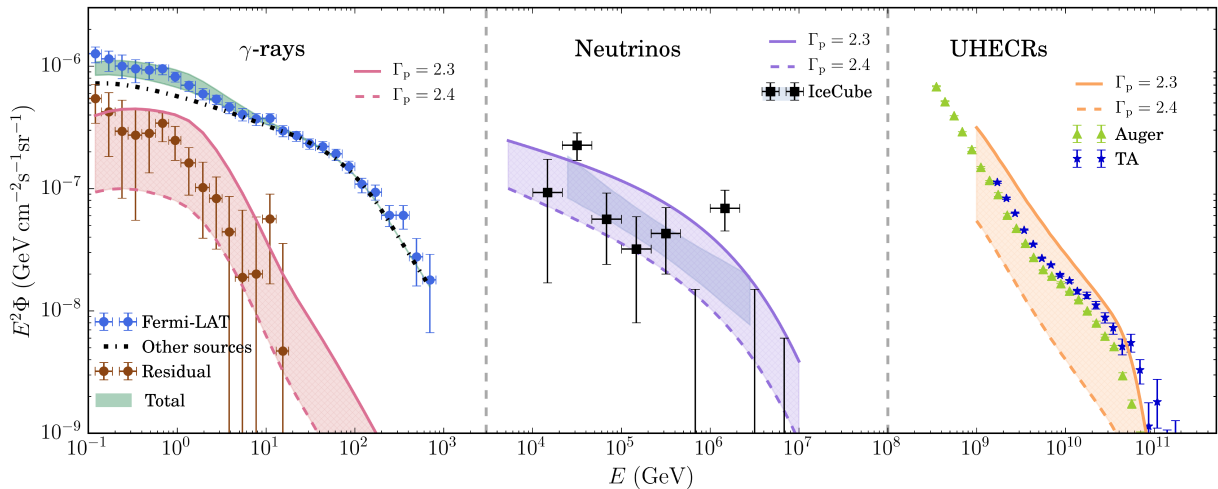 γ-rays
Γp = 2.3
Γp = 2.4
Neutrinos
Γp = 2.3
Γp = 2.4
IceCube
UHECRs
Γp = 2.3
Γp = 2.4
Auger
TA
Fermi-LAT
Other sources
Residual
Total
E²Φ (GeV cm⁻²s⁻¹sr⁻¹)
10⁻⁶
10⁻⁷
10⁻⁸
10⁻⁹
10⁻¹ 10⁰ 10¹ 10² 10³ 10⁴ 10⁵ 10⁶ 10⁷ 10⁸ 10⁹ 10¹⁰ 10¹¹
E (GeV)